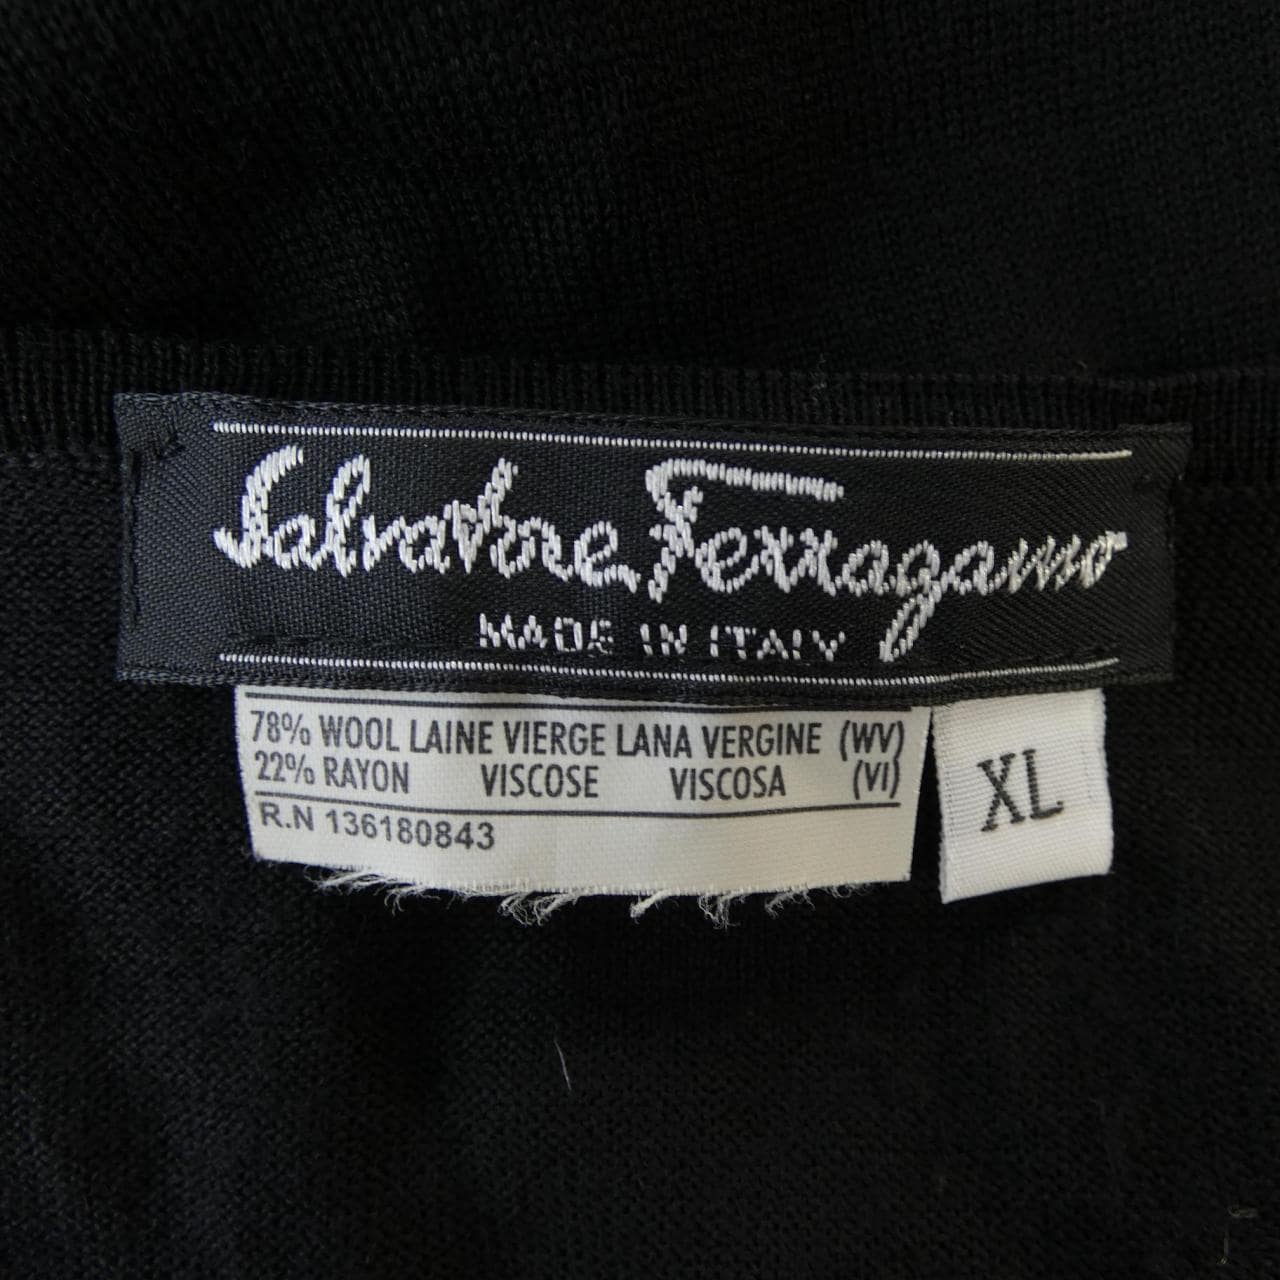 Salvatore Ferragamo
MADE IN ITALY
78% WOOL LAINE VIERGE LANA VERGINE (WV)
22% RAYON VISCOSE VISCOSA (VI)
R.N 136180843
XL